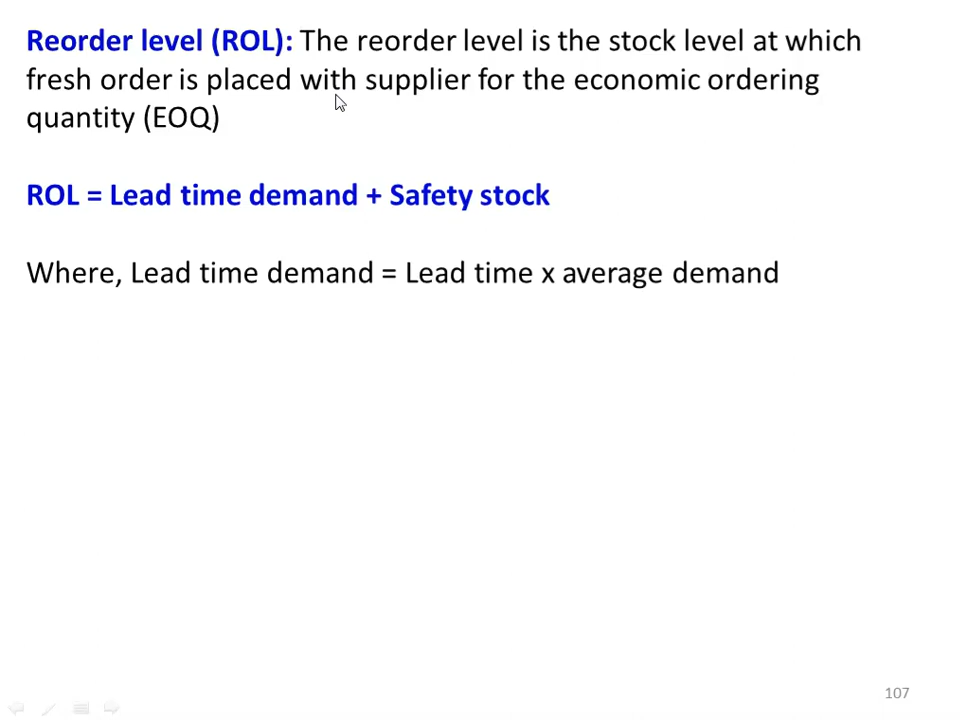 Reorder level (ROL): The reorder level is the stock level at which
fresh order is placed with supplier for the economic ordering
quantity (EOQ)
ROL = Lead time demand + Safety stock
Where, Lead time demand = Lead time x average demand
107